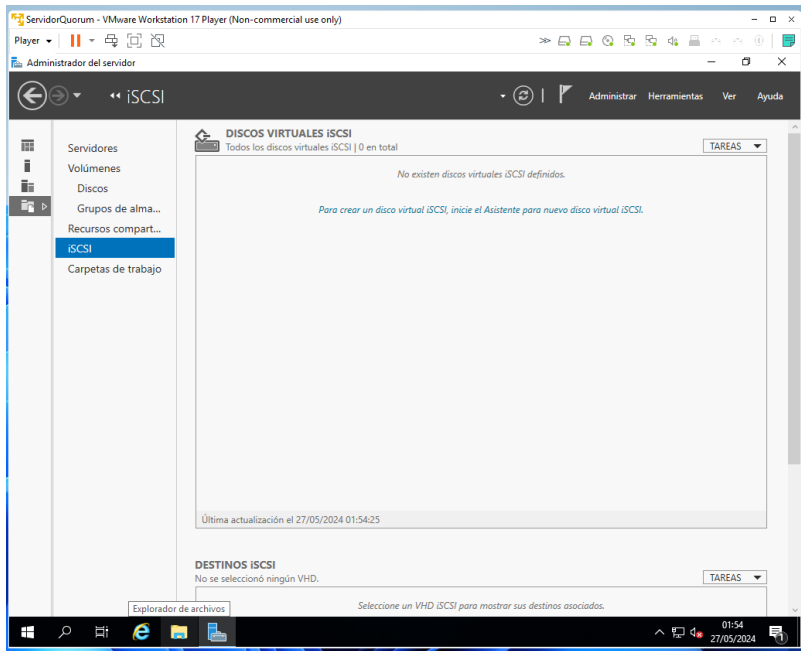 ServidorQuorum - VMware Workstation 17 Player (Non-commercial use only)
Player
Administrador del servidor
iSCSI
Administrar Herramientas Ver Ayuda
Servidores
Volúmenes
Discos
Grupos de alma...
Recursos compart...
iSCSI
Carpetas de trabajo
DISCOS VIRTUALES iSCSI
Todos los discos virtuales iSCSI | 0 en total
TAREAS
No existen discos virtuales iSCSI definidos.
Para crear un disco virtual iSCSI, inicie el Asistente para nuevo disco virtual iSCSI.
Última actualización el 27/05/2024 01:54:25
DESTINOS iSCSI
No se seleccionó ningún VHD.
TAREAS
Seleccione un VHD iSCSI para mostrar sus destinos asociados.
Explorador de archivos
01:54
27/05/2024
1